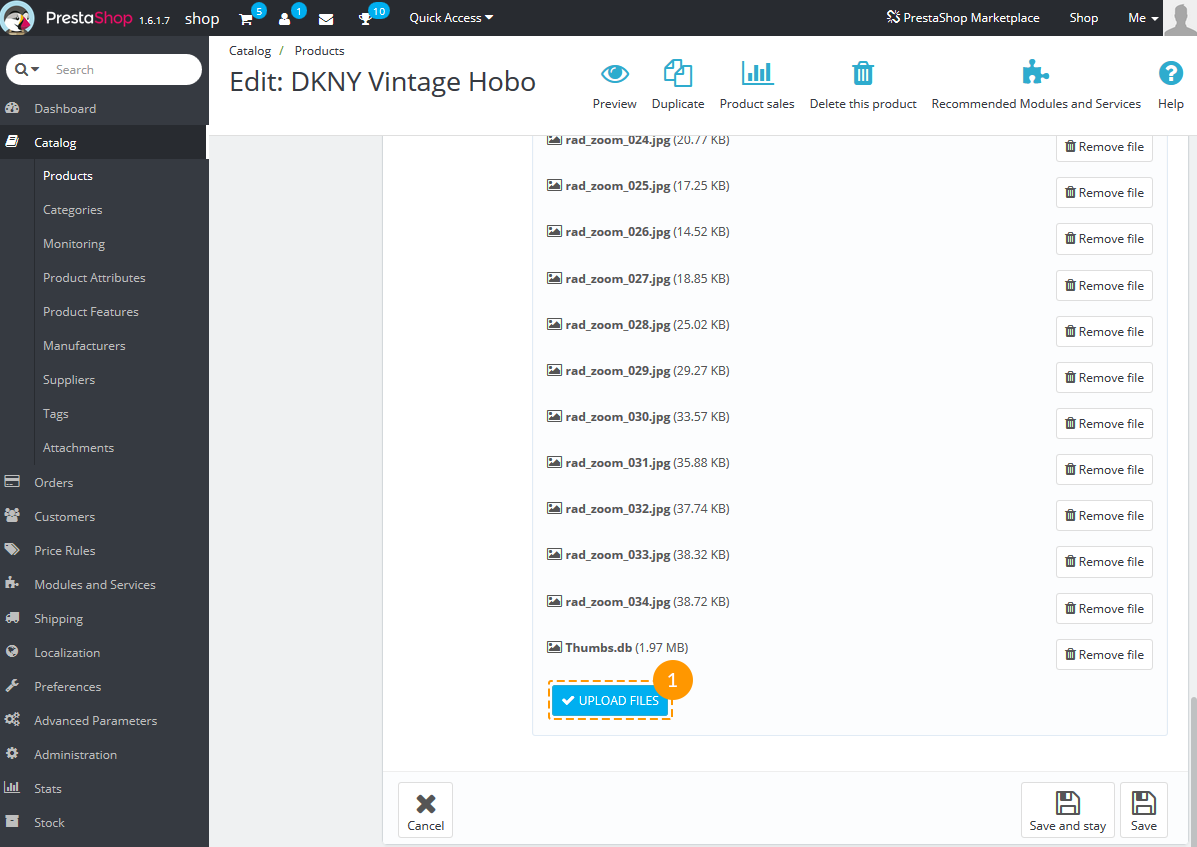 PrestaShop 1.6.1.7 shop 5 1 10 Quick Access PrestaShop Marketplace Shop Me
Search
Dashboard
Catalog
Products
Categories
Monitoring
Product Attributes
Product Features
Manufacturers
Suppliers
Tags
Attachments
Orders
Customers
Price Rules
Modules and Services
Shipping
Localization
Preferences
Advanced Parameters
Administration
Stats
Stock
Catalog / Products
Edit: DKNY Vintage Hobo
Preview Duplicate Product sales Delete this product Recommended Modules and Services ? Help
rad_zoom_024.jpg (20.77 KB) Remove file
rad_zoom_025.jpg (17.25 KB) Remove file
rad_zoom_026.jpg (14.52 KB) Remove file
rad_zoom_027.jpg (18.85 KB) Remove file
rad_zoom_028.jpg (25.02 KB) Remove file
rad_zoom_029.jpg (29.27 KB) Remove file
rad_zoom_030.jpg (33.57 KB) Remove file
rad_zoom_031.jpg (35.88 KB) Remove file
rad_zoom_032.jpg (37.74 KB) Remove file
rad_zoom_033.jpg (38.32 KB) Remove file
rad_zoom_034.jpg (38.72 KB) Remove file
Thumbs.db (1.97 MB) Remove file
1
UPLOAD FILES
Cancel Save and stay Save